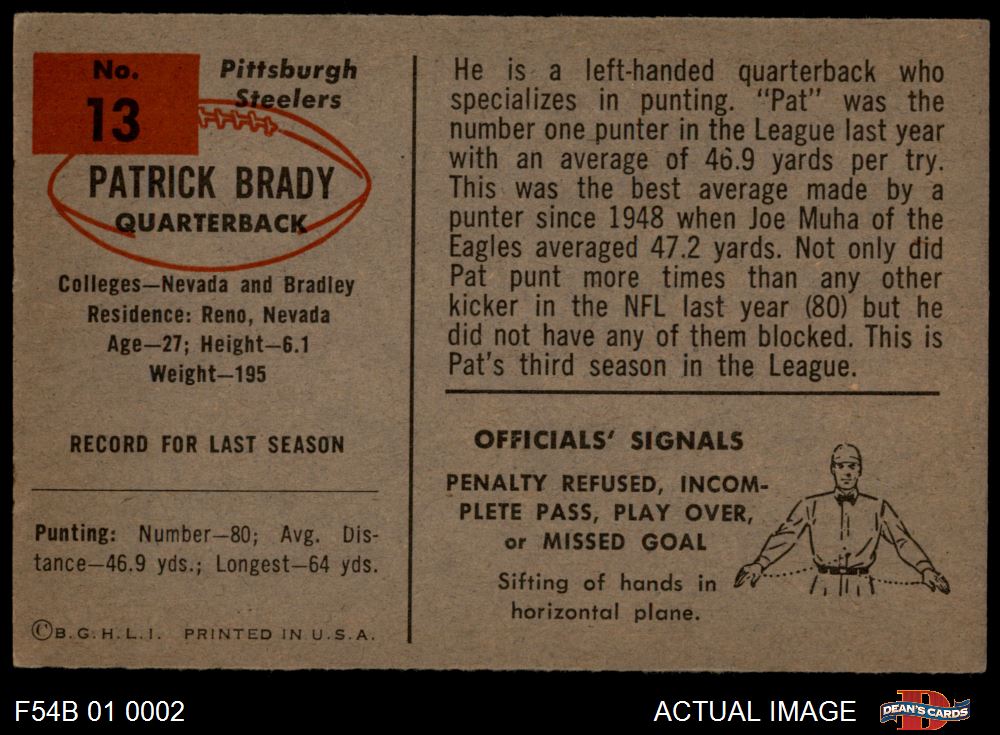 No.
13
Pittsburgh
Steelers
PATRICK BRADY
QUARTERBACK
Colleges—Nevada and Bradley
Residence: Reno, Nevada
Age—27; Height—6.1
Weight—195
RECORD FOR LAST SEASON
Punting: Number—80; Avg. Dis-
tance—46.9 yds.; Longest—64 yds.
©B.G.H.L.I. PRINTED IN U.S.A.
He is a left-handed quarterback who
specializes in punting. “Pat” was the
number one punter in the League last year
with an average of 46.9 yards per try.
This was the best average made by a
punter since 1948 when Joe Muha of the
Eagles averaged 47.2 yards. Not only did
Pat punt more times than any other
kicker in the NFL last year (80) but he
did not have any of them blocked. This is
Pat’s third season in the League.
OFFICIALS’ SIGNALS
PENALTY REFUSED, INCOM-
PLETE PASS, PLAY OVER,
or MISSED GOAL
Sifting of hands in
horizontal plane.
F54B 01 0002
ACTUAL IMAGE
D
DEAN'S CARDS